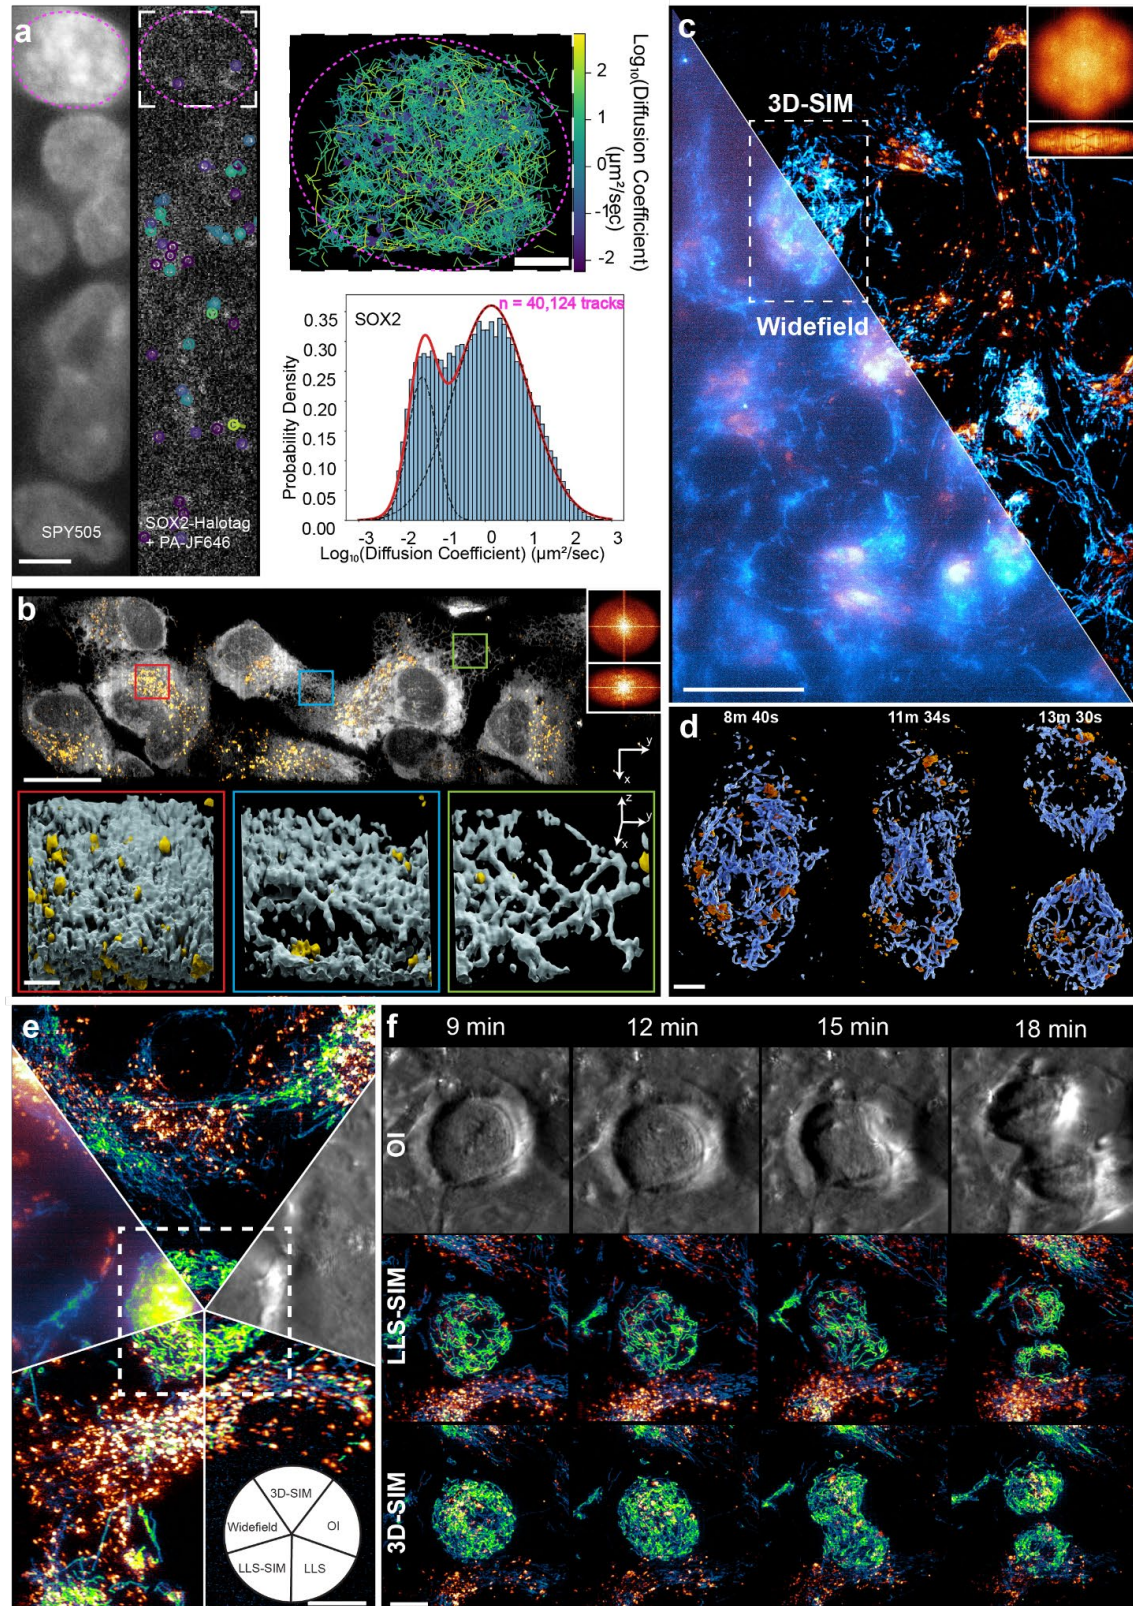 a
SPY505
SOX2-Halotag
+ PA-JF646
2
1
0
-1
-2
Log₁₀(Diffusion Coefficient)
(µm²/sec)
n = 40,124 tracks
SOX2
0.35
0.30
0.25
0.20
0.15
0.10
0.05
0.00
Probability Density
-3 -2 -1 0 1 2 3
Log₁₀(Diffusion Coefficient) (µm²/sec)
b
y
x
z
y
x
c
3D-SIM
Widefield
d
8m 40s
11m 34s
13m 30s
e
3D-SIM
Widefield
OI
LLS-SIM
LLS
f
9 min
12 min
15 min
18 min
OI
LLS-SIM
3D-SIM